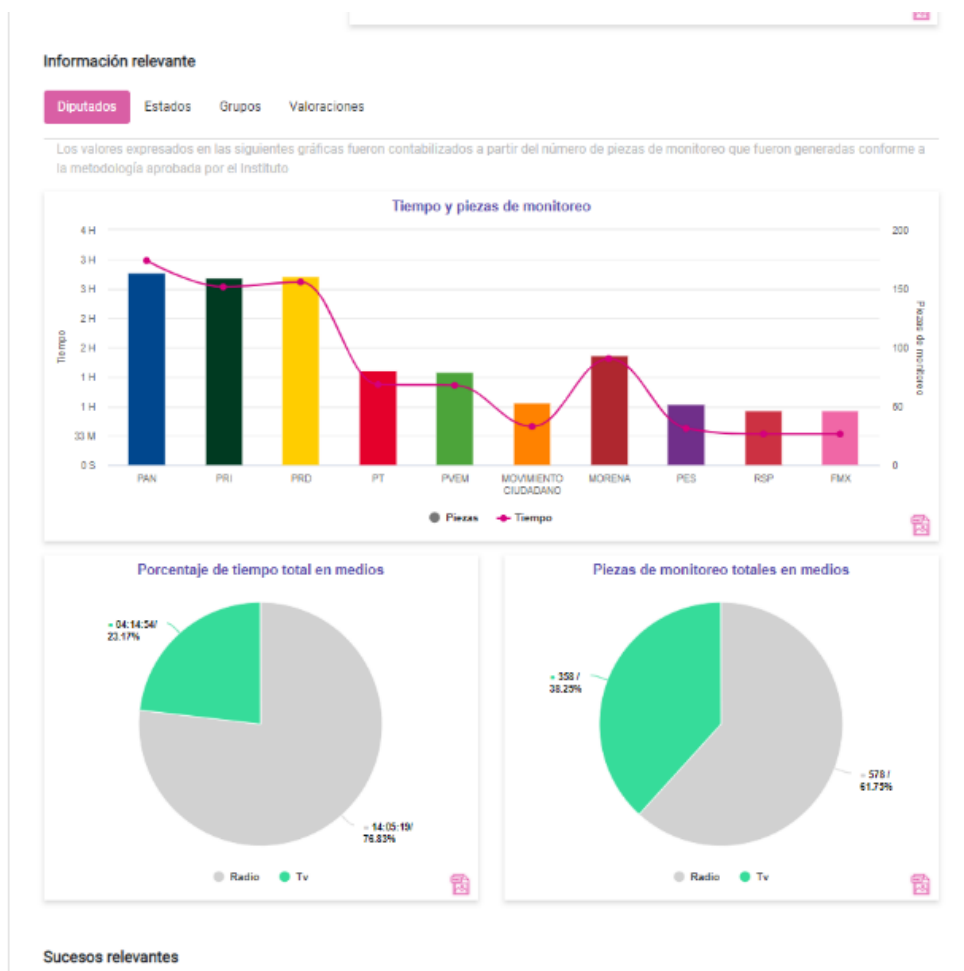 Información relevante
Diputados Estados Grupos Valoraciones
Los valores expresados en las siguientes gráficas fueron contabilizados a partir del número de piezas de monitoreo que fueron generadas conforme a
la metodología aprobada por el Instituto
Tiempo y piezas de monitoreo
4 H
3 H
3 H
2 H
2 H
1 H
1 H
33 M
0 S
Tiempo
200
150
100
50
0
Piezas de monitoreo
PAN PRI PRD PT PVEM MOVIMIENTO CIUDADANO MORENA PES RSP FMX
Piezas Tiempo
Porcentaje de tiempo total en medios
04:14:54/
23.17%
14:05:19/
76.83%
Radio Tv
Piezas de monitoreo totales en medios
358 /
38.25%
578 /
61.75%
Radio Tv
Sucesos relevantes